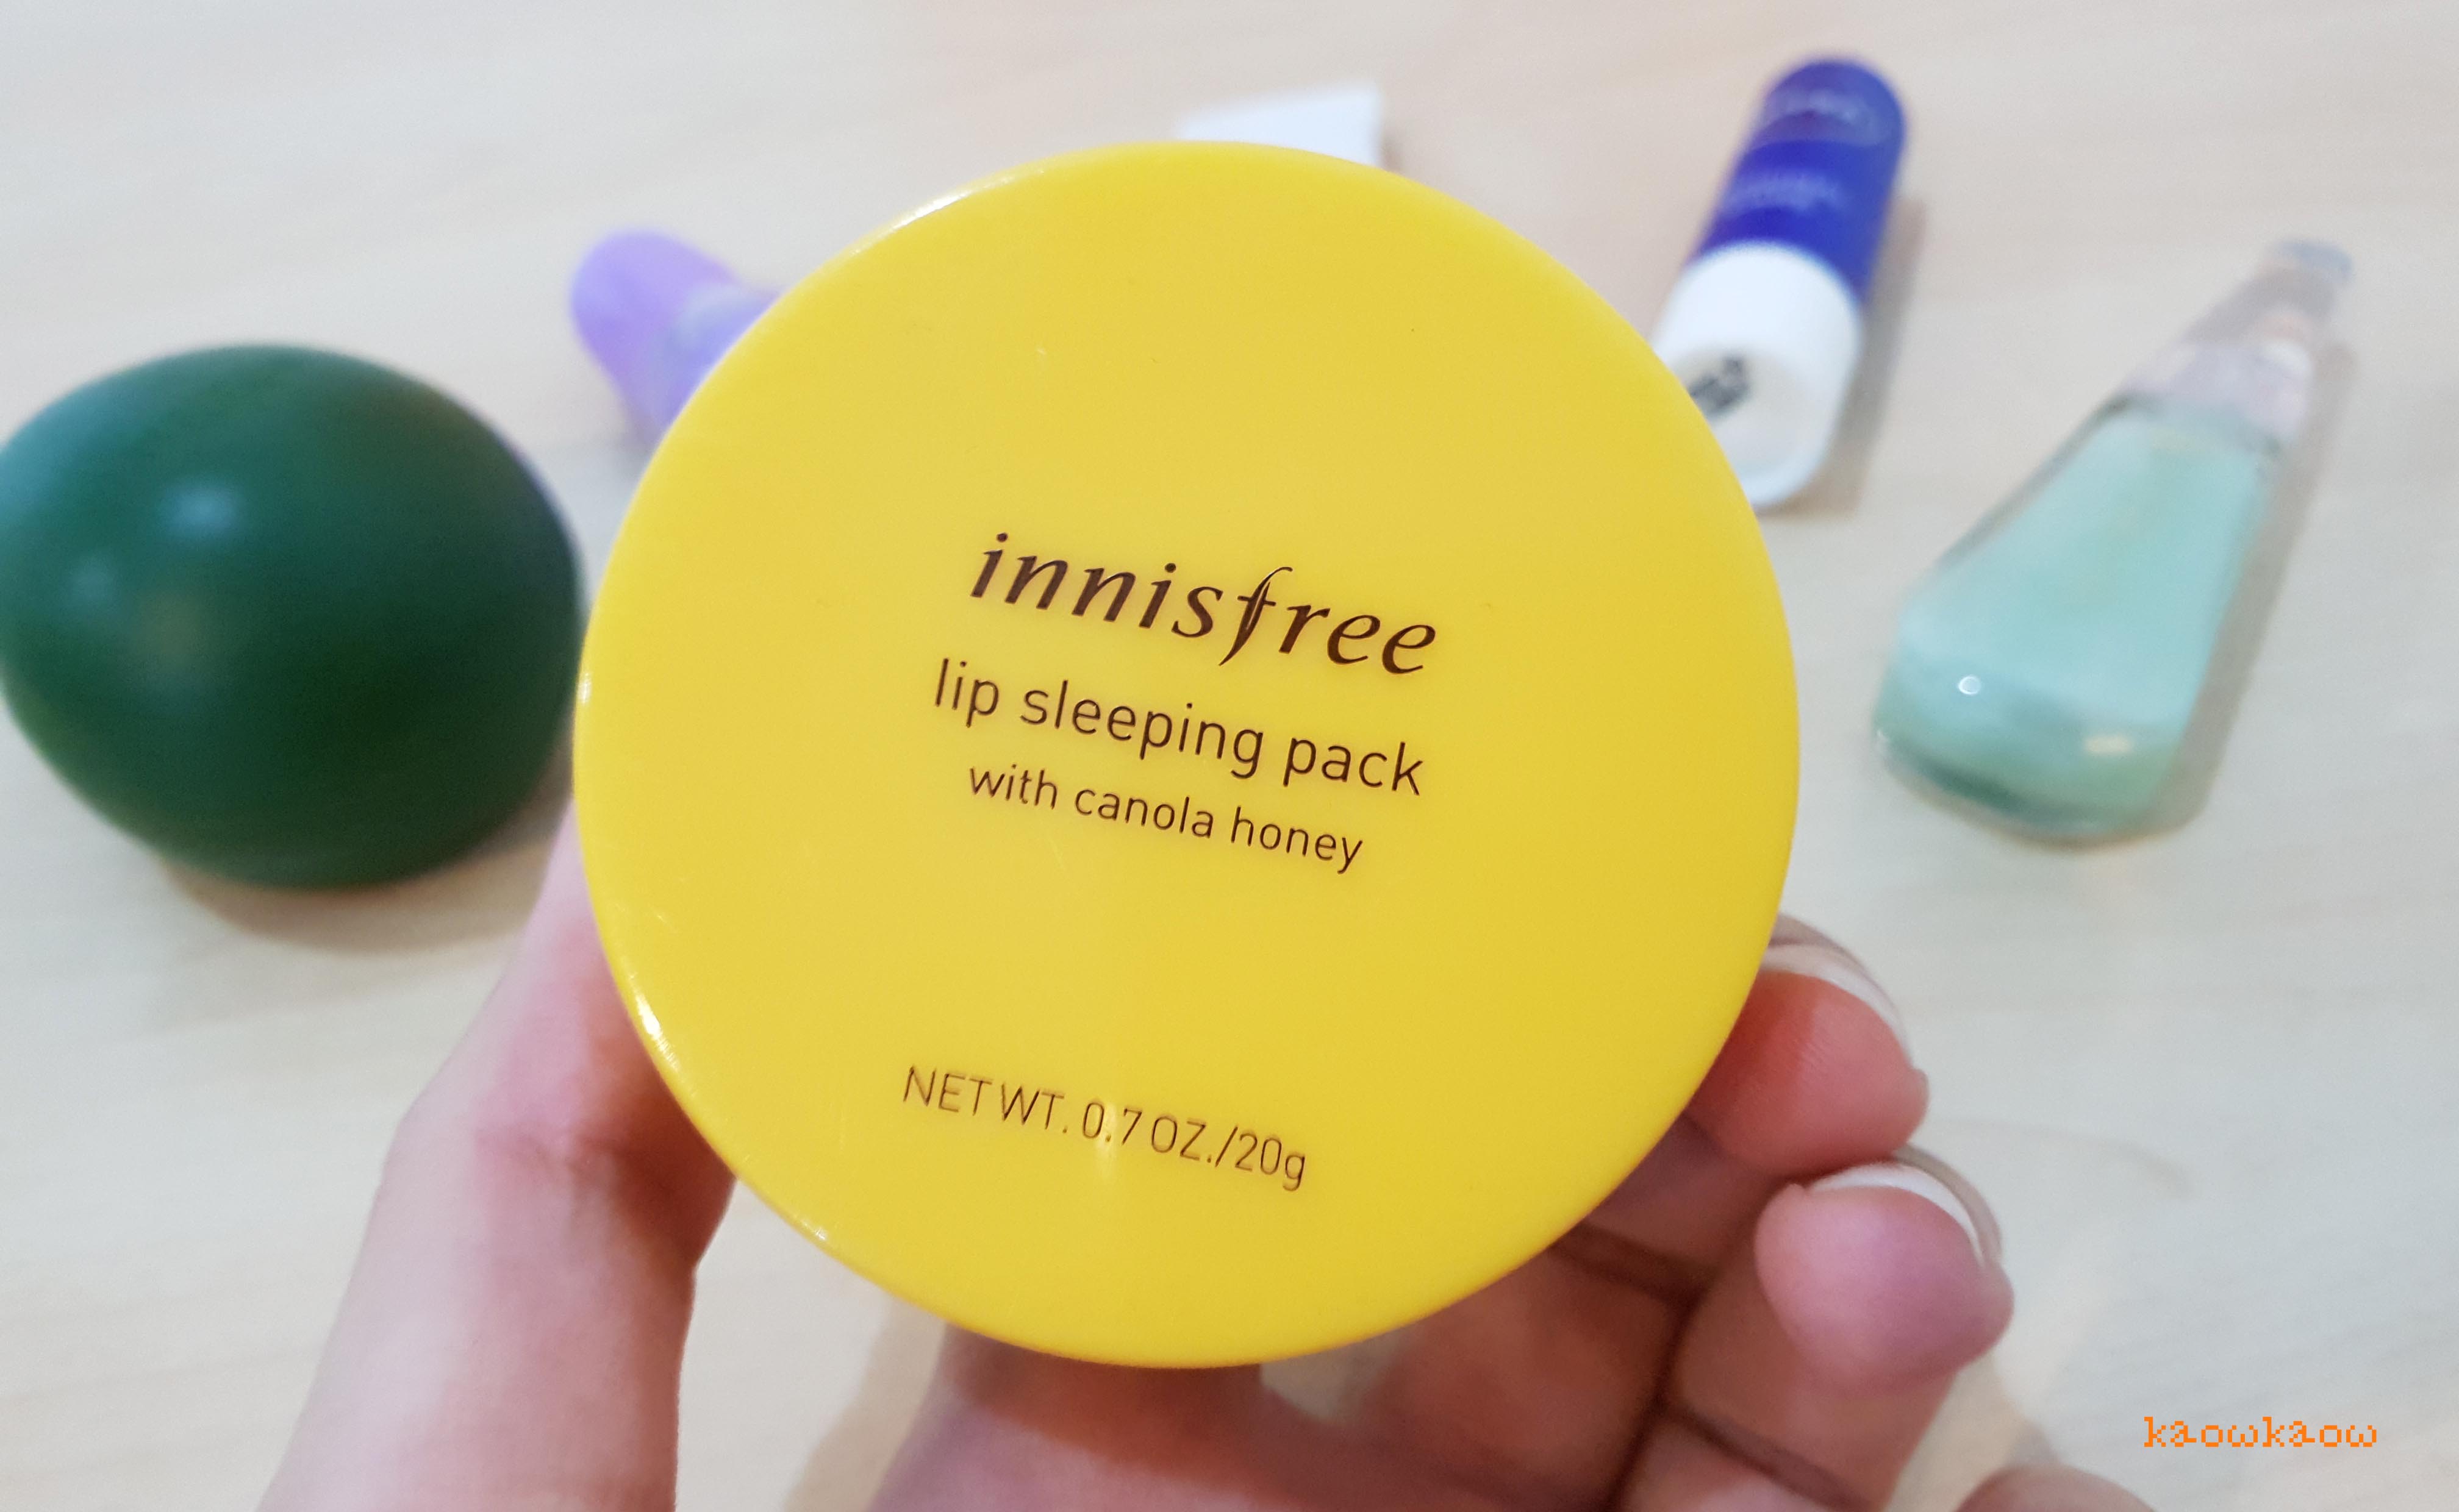 innisfree
lip sleeping pack
with canola honey
NET WT. 0.7 OZ./20g
kaowkaow